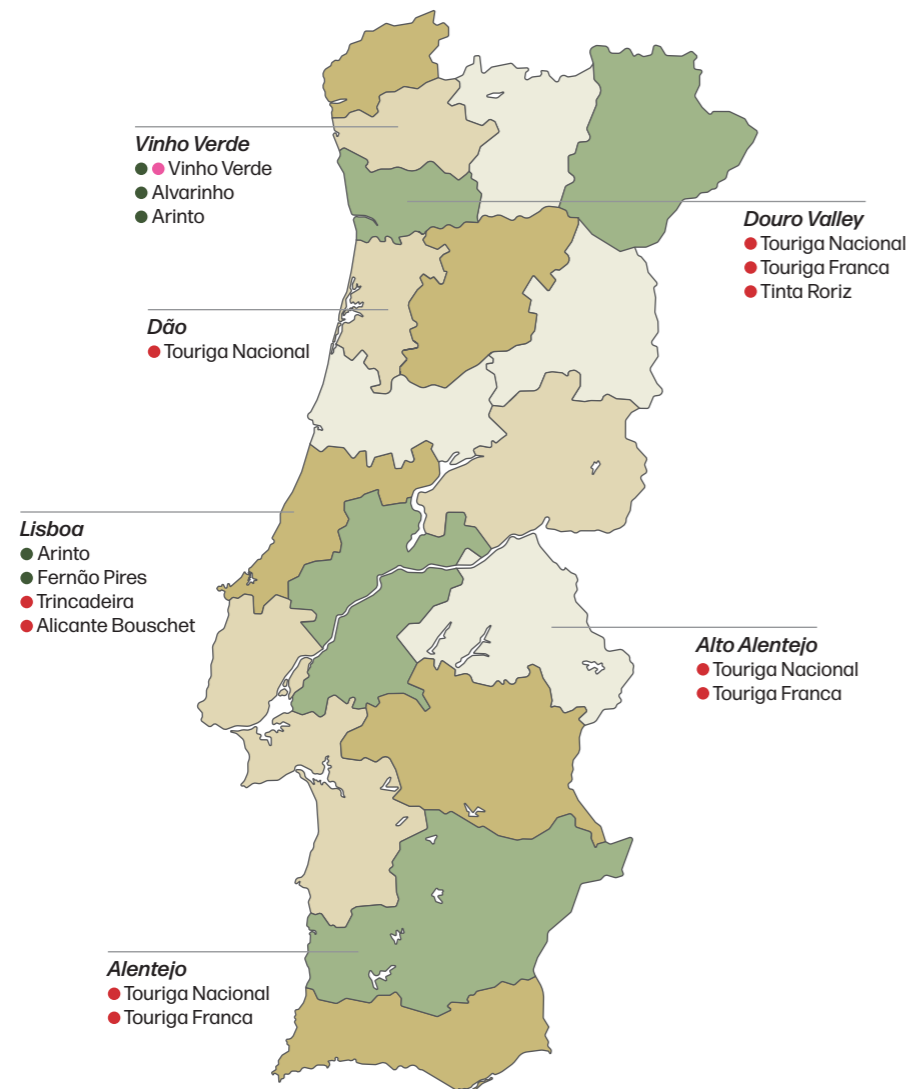 Vinho Verde
Vinho Verde
Alvarinho
Arinto
Douro Valley
Touriga Nacional
Touriga Franca
Tinta Roriz
Dão
Touriga Nacional
Lisboa
Arinto
Fernão Pires
Trincadeira
Alicante Bouschet
Alto Alentejo
Touriga Nacional
Touriga Franca
Alentejo
Touriga Nacional
Touriga Franca